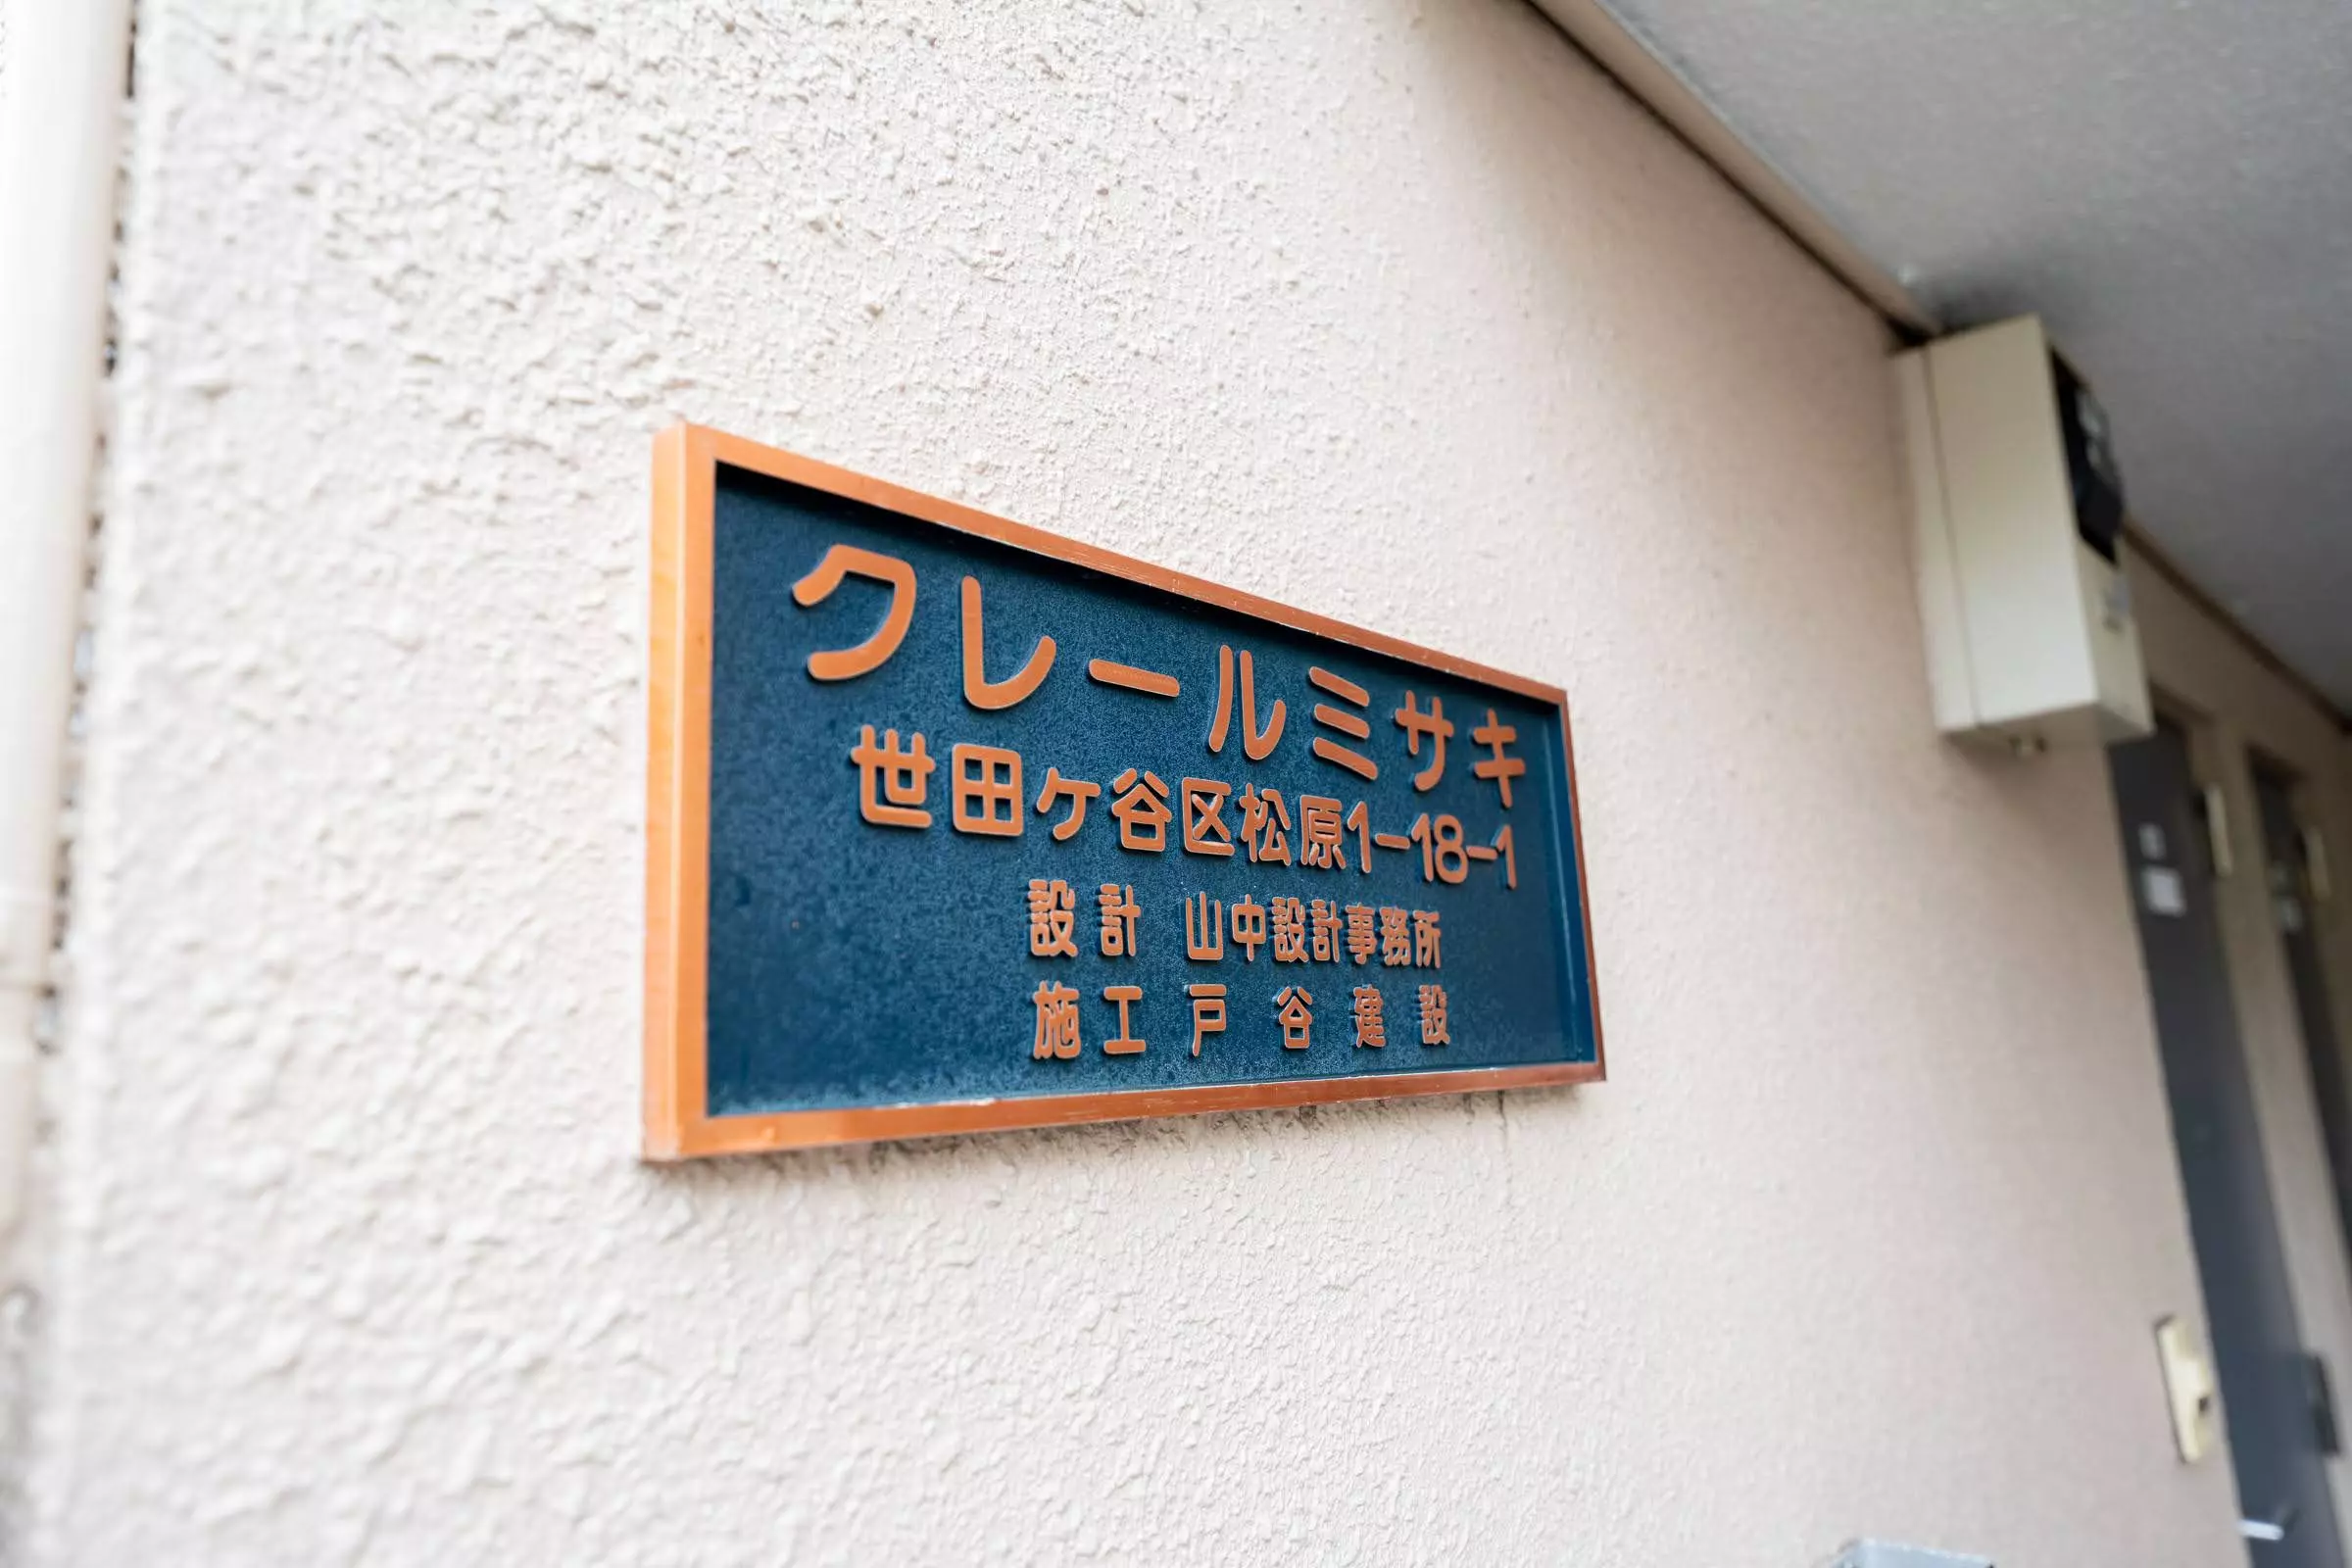 クレールミサキ
世田ヶ谷区松原1-18-1
設計 山中設計事務所
施工 戸谷建設